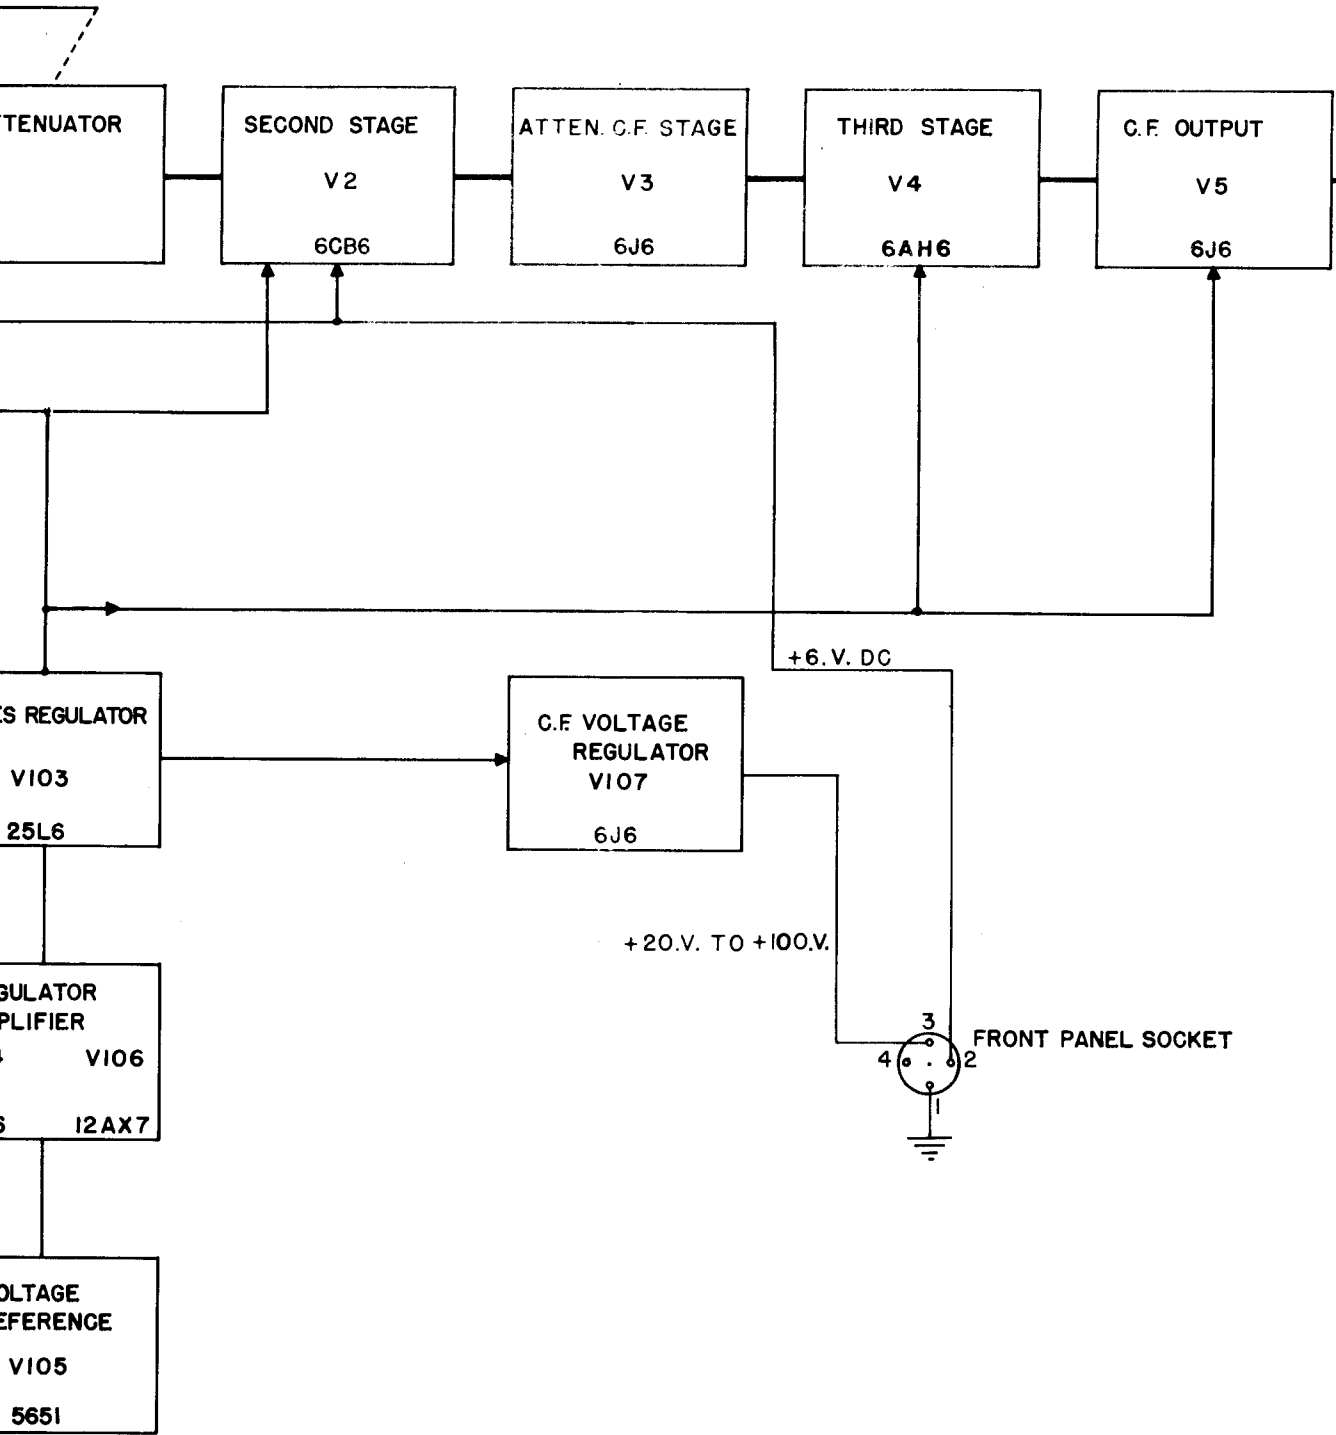 TTENUATOR
SECOND STAGE
V2
6CB6
ATTEN. C.F. STAGE
V3
6J6
THIRD STAGE
V4
6AH6
C.F. OUTPUT
V5
6J6
+6.V. DC
ES REGULATOR
V103
25L6
C.F. VOLTAGE
REGULATOR
V107
6J6
+20.V. TO +100.V.
3
FRONT PANEL SOCKET
4
2
1
GULATOR
PLIFIER
V106
12AX7
OLTAGE
EFERENCE
V105
5651